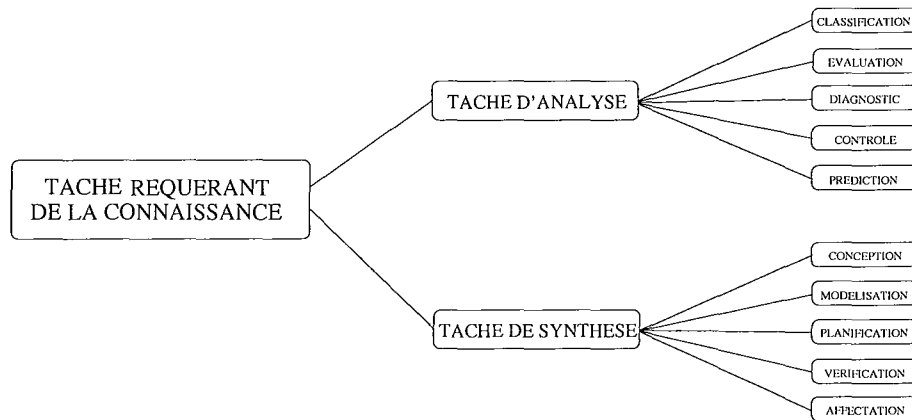 TACHE REQUERANT
DE LA CONNAISSANCE
TACHE D'ANALYSE
CLASSIFICATION
EVALUATION
DIAGNOSTIC
CONTROLE
PREDICTION
TACHE DE SYNTHESE
CONCEPTION
MODELISATION
PLANIFICATION
VERIFICATION
AFFECTATION